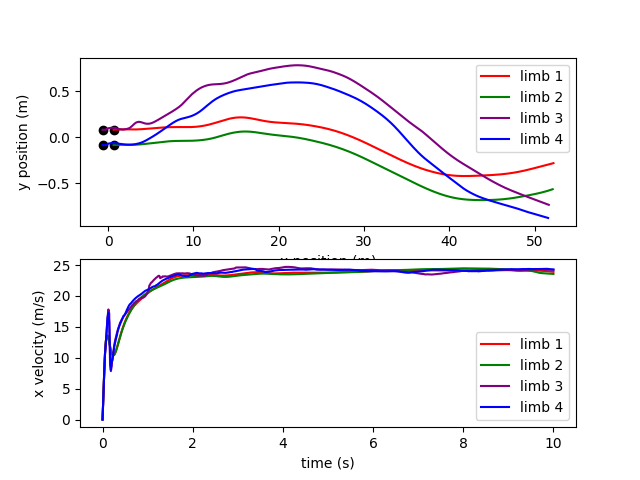 y position (m)
0.5
0.0
−0.5
0
10
20
30
40
50
limb 1
limb 2
limb 3
limb 4
x position (m)
x velocity (m/s)
25
20
15
10
5
0
0
2
4
6
8
10
limb 1
limb 2
limb 3
limb 4
time (s)